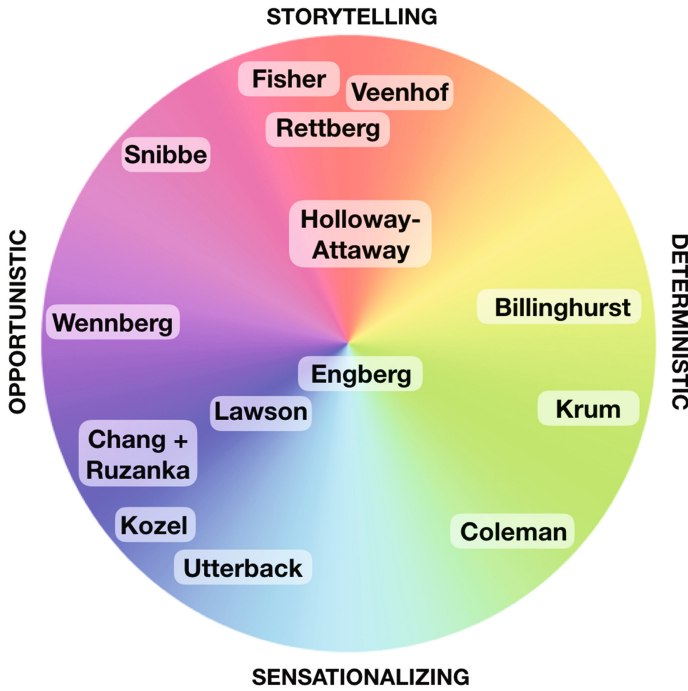 STORYTELLING
Fisher
Veenhof
Rettberg
Snibbe
Holloway-
Attaway
OPPORTUNISTIC
DETERMINISTIC
Billinghurst
Wennberg
Engberg
Lawson
Krum
Chang +
Ruzanka
Kozel
Coleman
Utterback
SENSATIONALIZING